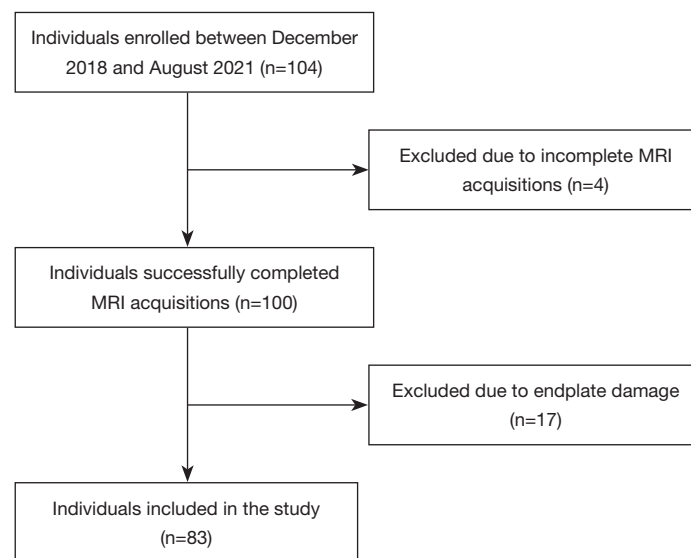 Individuals enrolled between December
2018 and August 2021 (n=104)
Excluded due to incomplete MRI
acquisitions (n=4)
Individuals successfully completed
MRI acquisitions (n=100)
Excluded due to endplate damage
(n=17)
Individuals included in the study
(n=83)